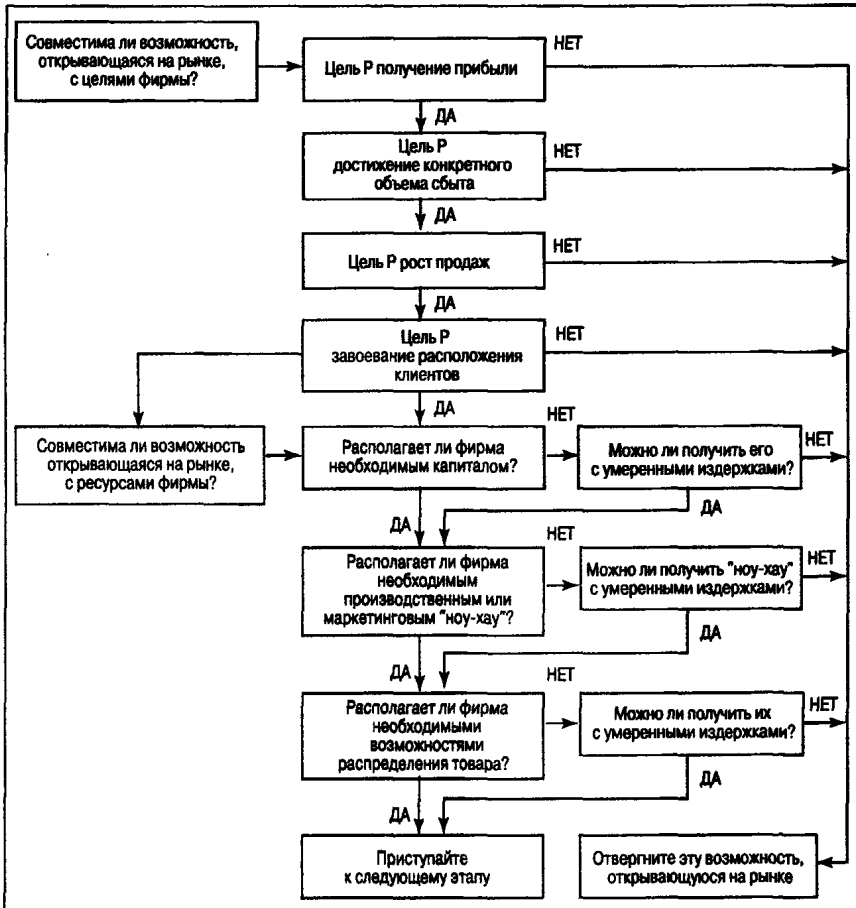 Совместима ли возможность,
открывающаяся на рынке,
с целями фирмы?
Цель Р получение прибыли
НЕТ
ДА
Цель Р
достижение конкретного
объема сбыта
НЕТ
ДА
Цель Р рост продаж
НЕТ
ДА
Цель Р
завоевание расположения
клиентов
НЕТ
ДА
Совместима ли возможность
открывающаяся на рынке,
с ресурсами фирмы?
Располагает ли фирма
необходимым капиталом?
НЕТ
Можно ли получить его
с умеренными издержками?
НЕТ
ДА
ДА
Располагает ли фирма
необходимым
производственным или
маркетинговым "ноу-хау"?
НЕТ
Можно ли получить "ноу-хау"
с умеренными издержками?
НЕТ
ДА
ДА
Располагает ли фирма
необходимыми
возможностями
распределения товара?
НЕТ
Можно ли получить их
с умеренными издержками?
НЕТ
ДА
ДА
Приступайте
к следующему этапу
Отвергните эту возможность,
открывающуюся на рынке